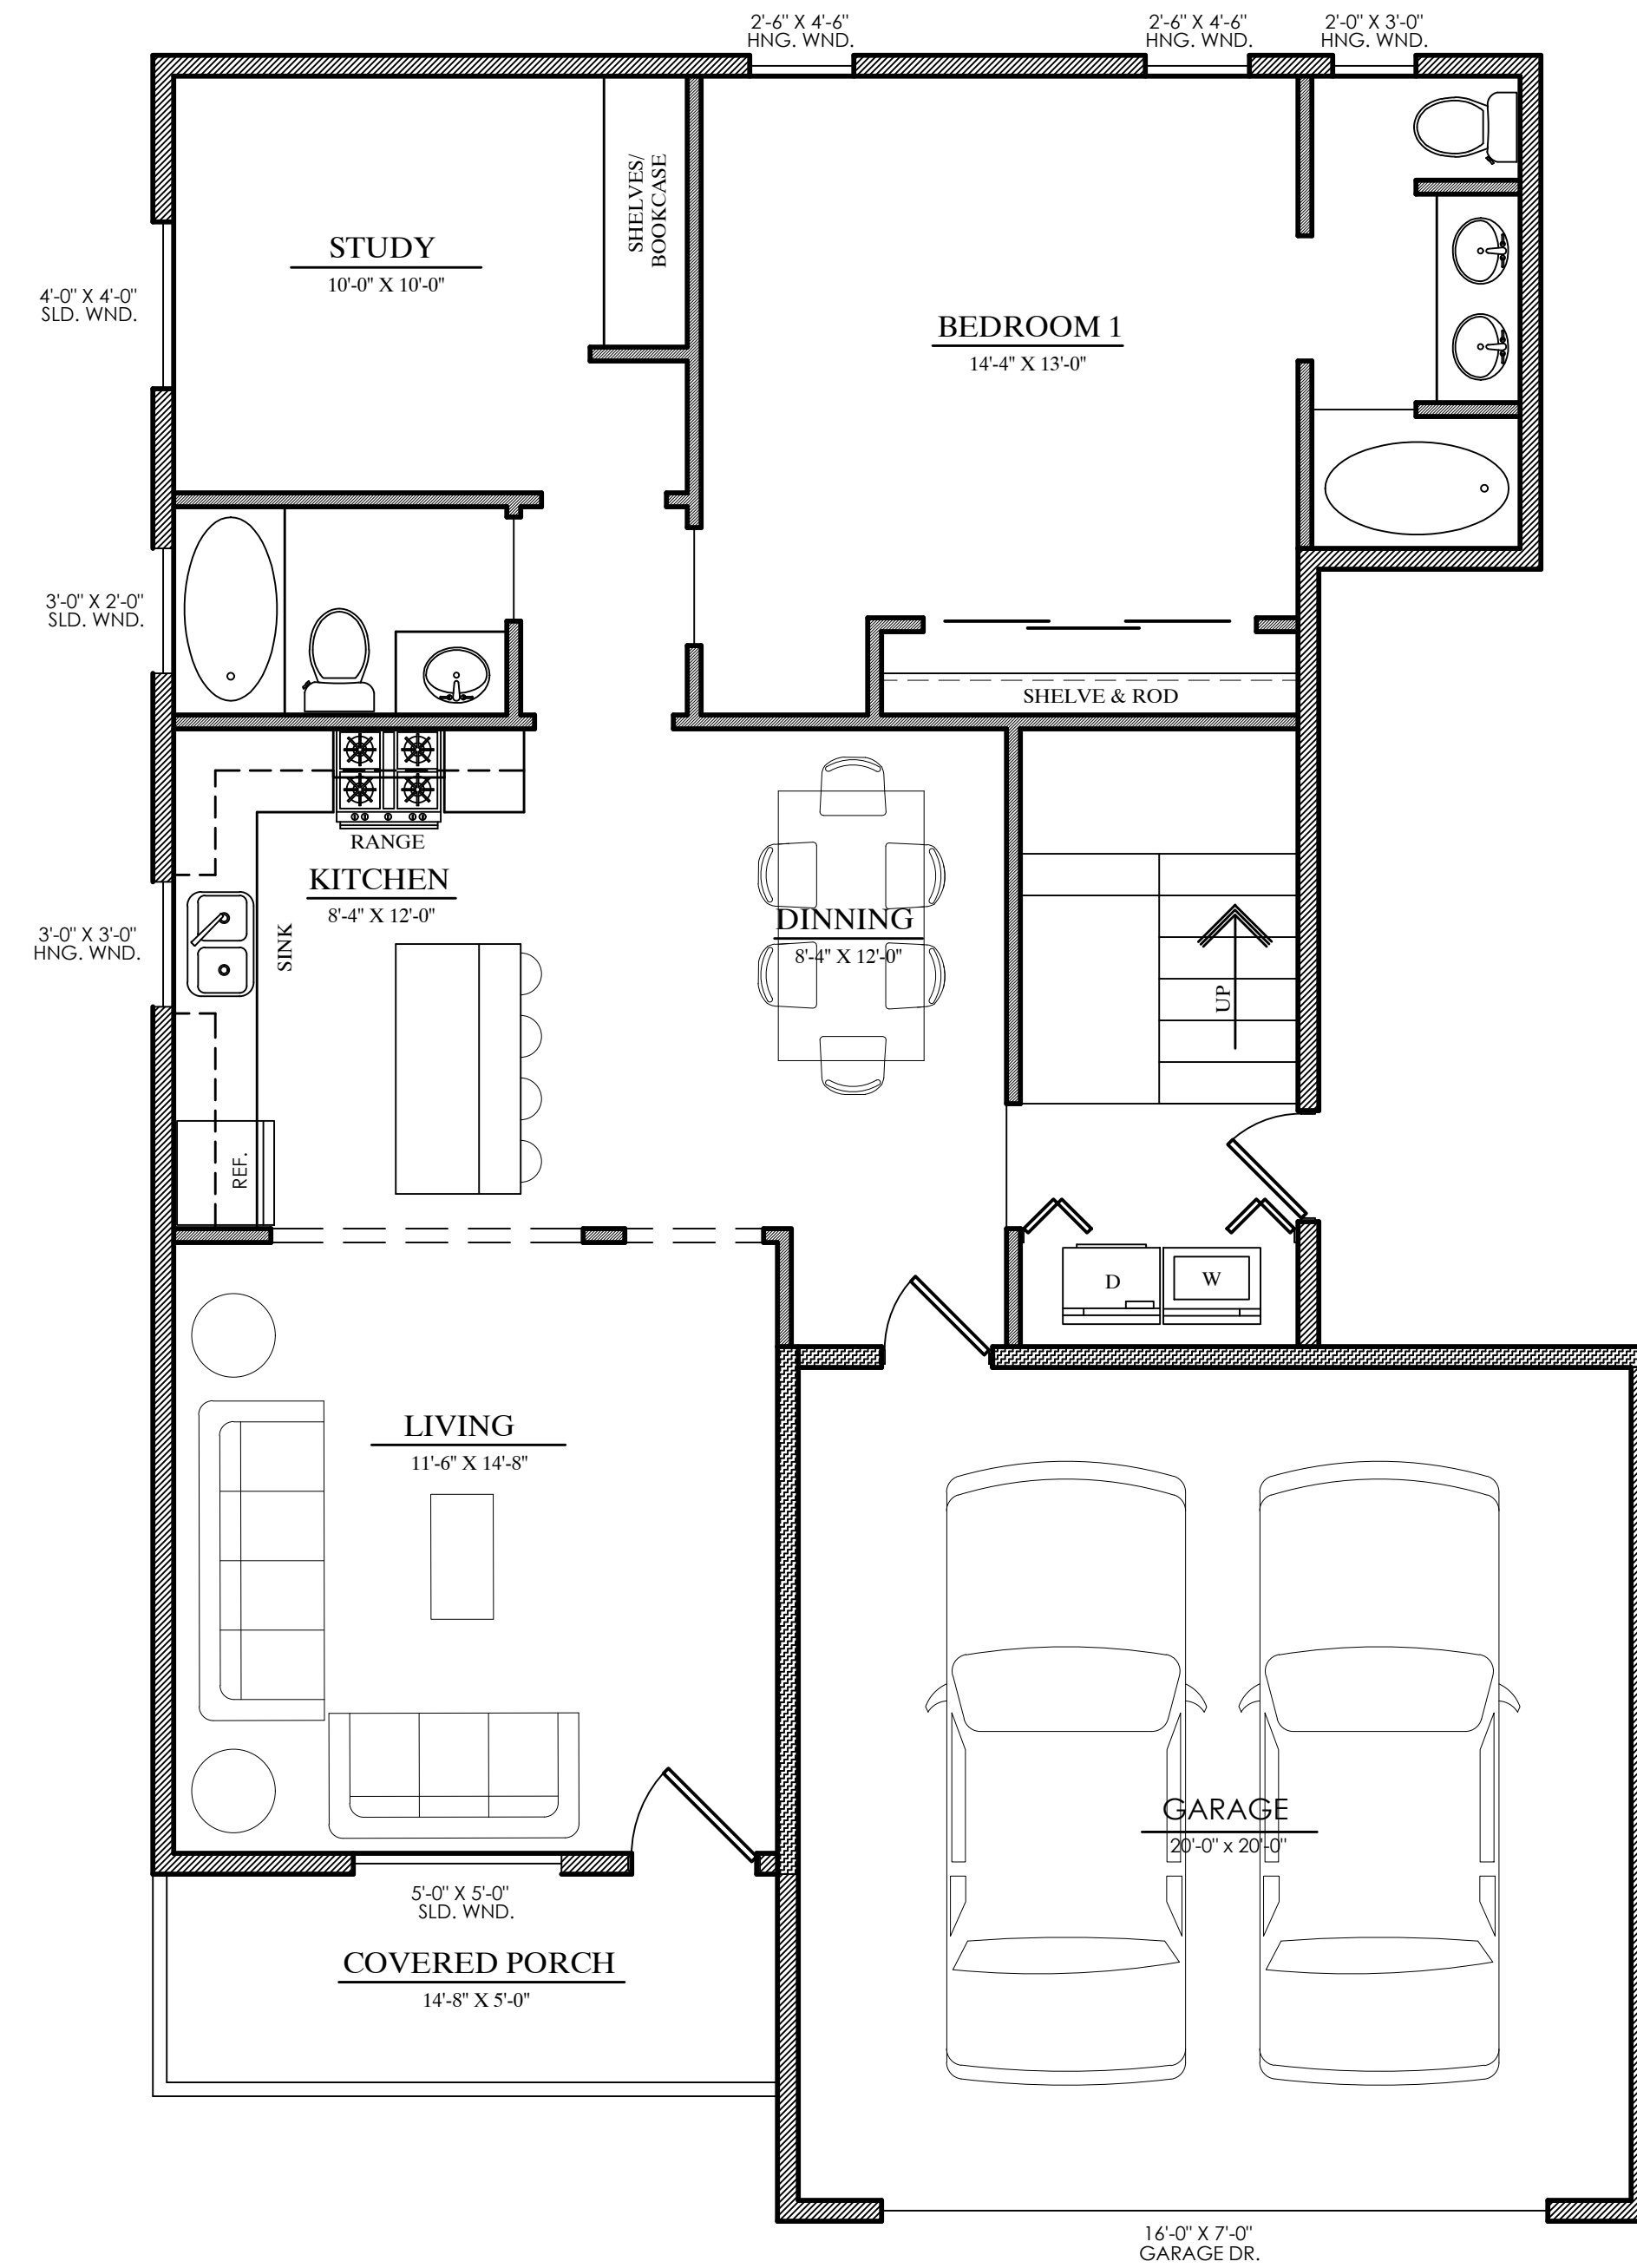 2'-6" X 4'-6"
HNG. WND.
2'-6" X 4'-6"
HNG. WND.
2'-0" X 3'-0"
HNG. WND.
SHELVES/
BOOKCASE
STUDY
10'-0" X 10'-0"
4'-0" X 4'-0"
SLD. WND.
BEDROOM 1
14'-4" X 13'-0"
3'-0" X 2'-0"
SLD. WND.
SHELVE & ROD
RANGE
KITCHEN
8'-4" X 12'-0"
DINNING
8'-4" X 12'-0"
3'-0" X 3'-0"
HNG. WND.
SINK
UP
REF.
D
W
LIVING
11'-6" X 14'-8"
GARAGE
20'-0" x 20'-0"
5'-0" X 5'-0"
SLD. WND.
COVERED PORCH
14'-8" X 5'-0"
16'-0" X 7'-0"
GARAGE DR.